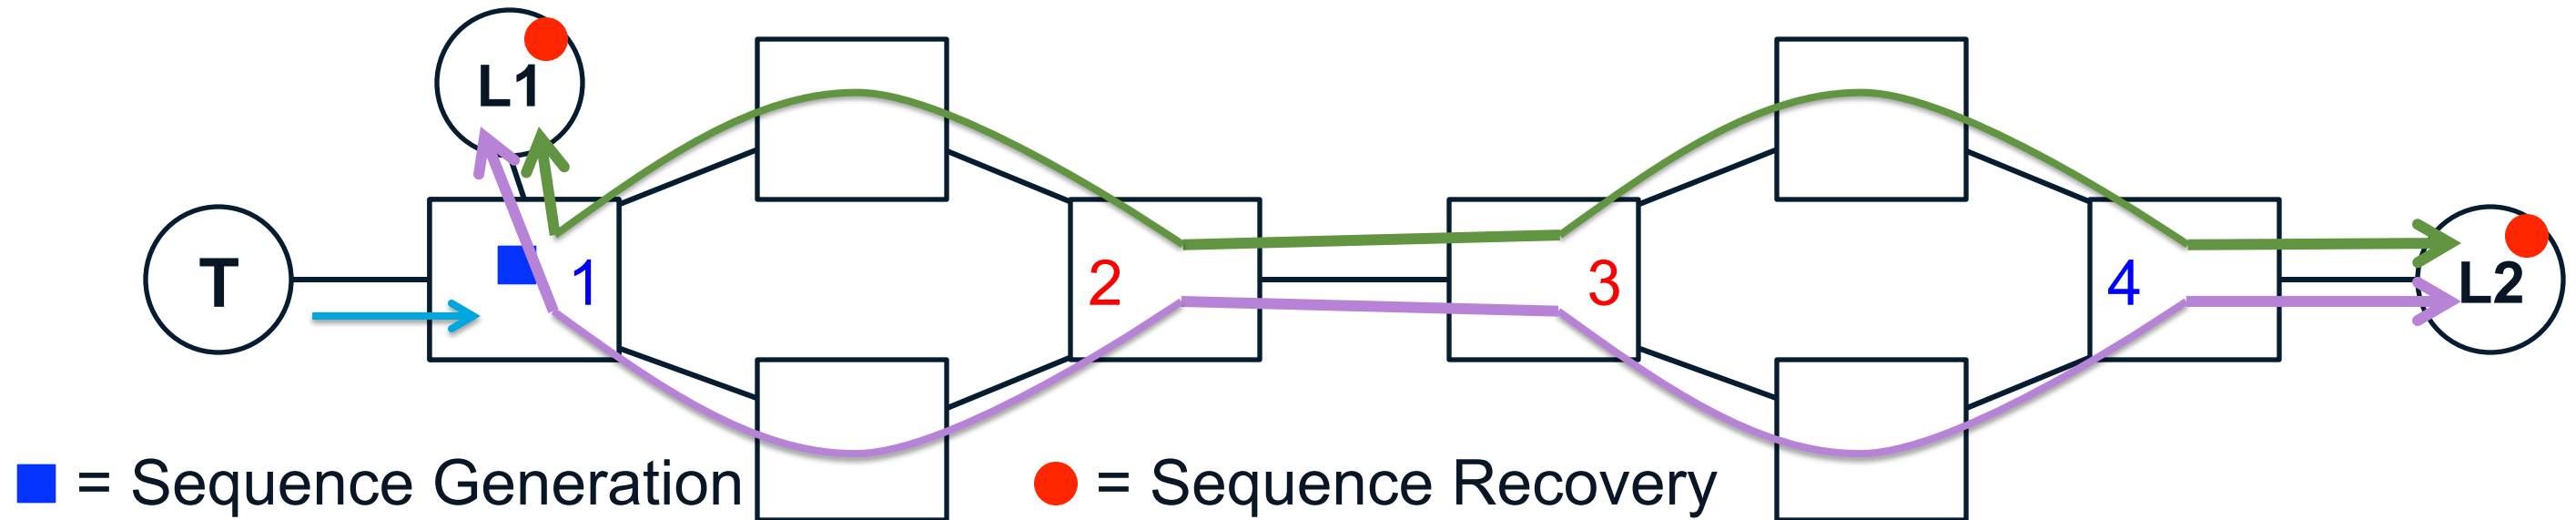 L1
T
1
2
3
4
L2
= Sequence Generation
= Sequence Recovery